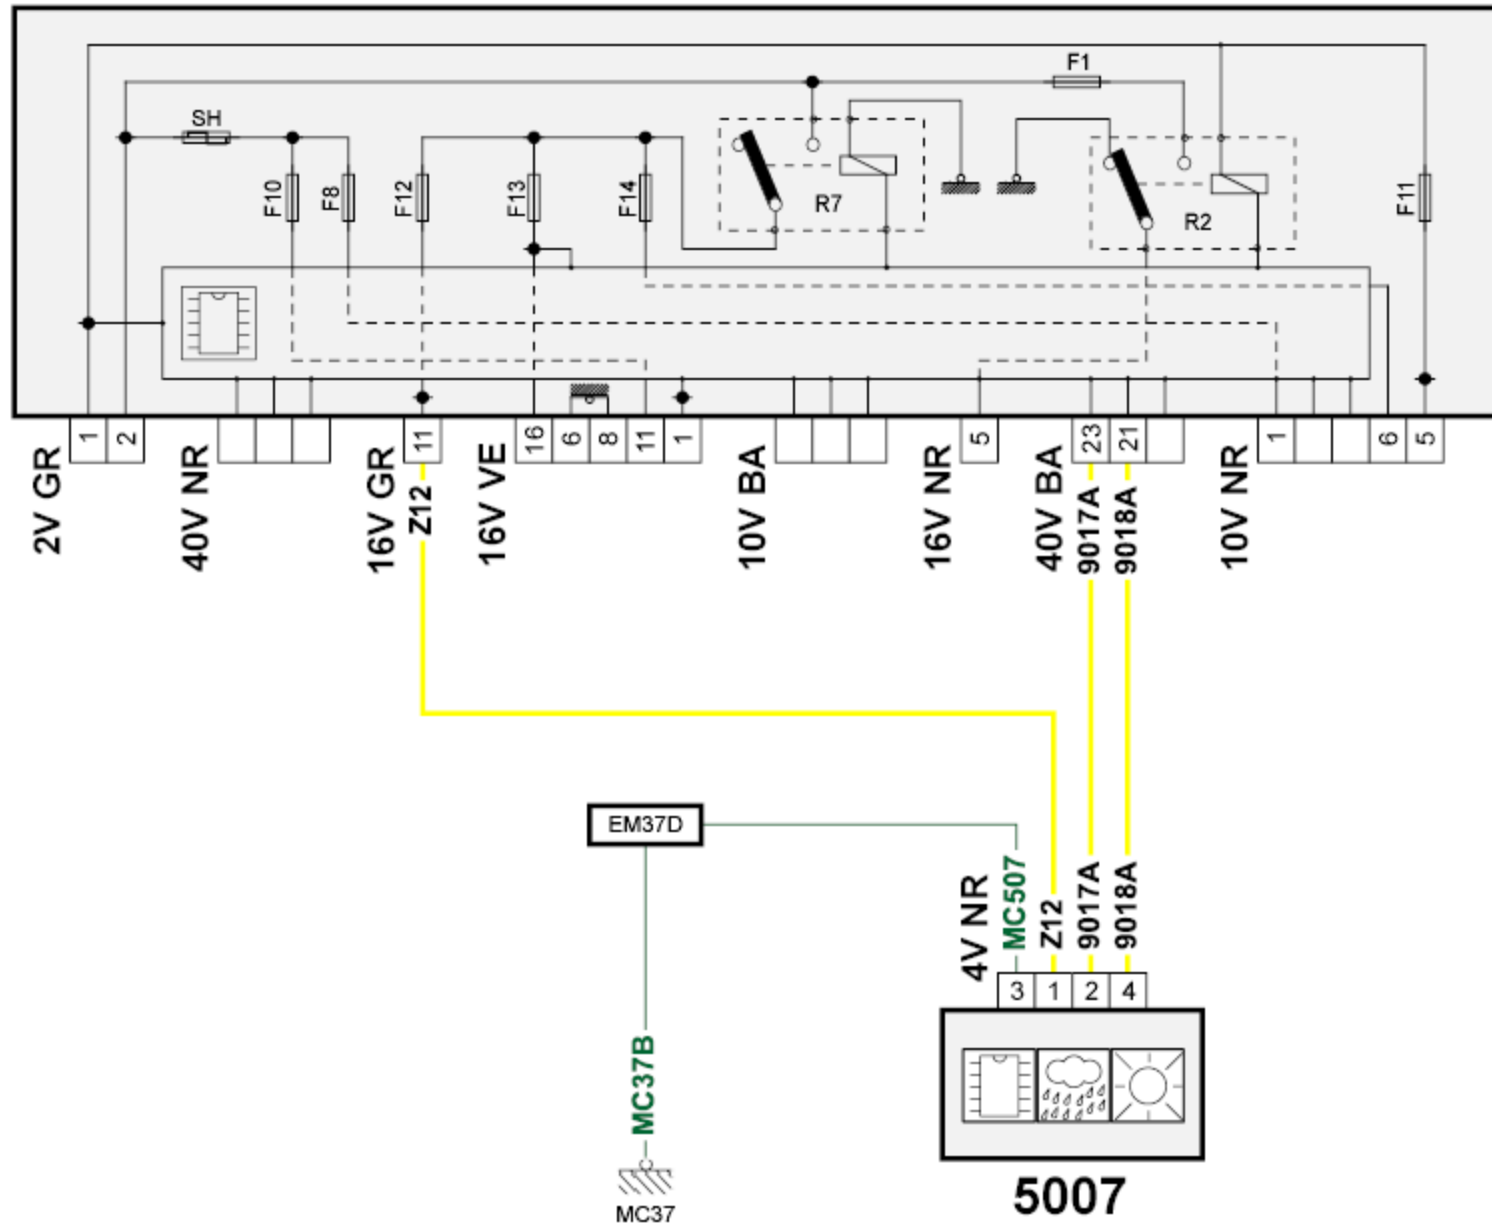 F1
SH
F10
F8
F12
F13
F14
R7
R2
F11
1
2
11
16
6
8
11
1
5
23
21
1
6
5
2V GR
40V NR
16V GR
Z12
16V VE
10V BA
16V NR
40V BA
9017A
9018A
10V NR
EM37D
4V NR
MC507
Z12
9017A
9018A
3
1
2
4
MC37B
MC37
5007